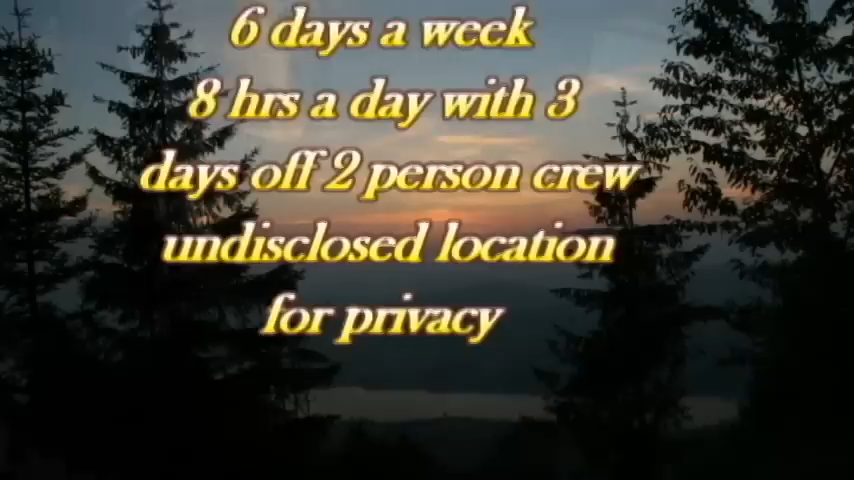 6 days a week
8 hrs a day with 3
days off 2 person crew
undisclosed location
for privacy